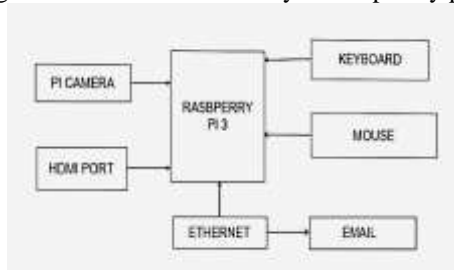 KEYBOARD
PI CAMERA
RASBPERRY
PI 3
MOUSE
HDMI PORT
ETHERNET
EMAIL